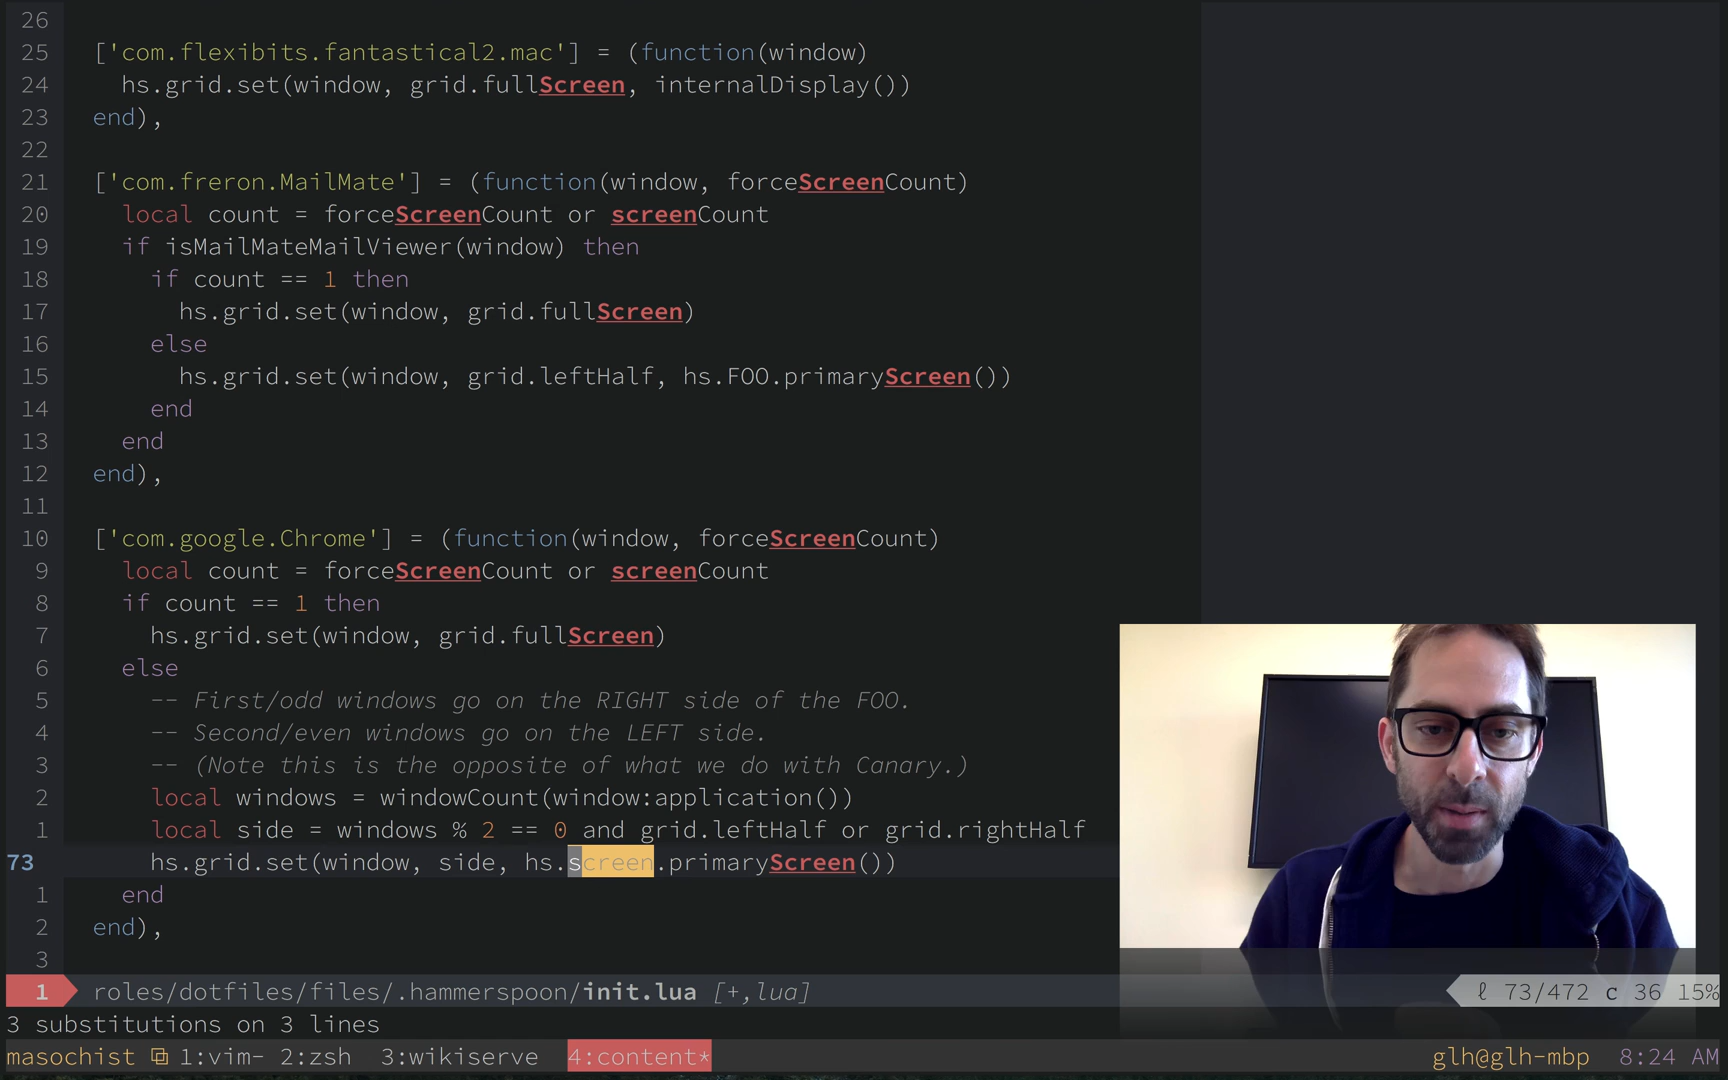 26
25 ['com.flexibits.fantastical2.mac'] = (function(window)
24 hs.grid.set(window, grid.fullScreen, internalDisplay())
23 end),
22
21 ['com.freron.MailMate'] = (function(window, forceScreenCount)
20 local count = forceScreenCount or screenCount
19 if isMailMateMailViewer(window) then
18 if count == 1 then
17 hs.grid.set(window, grid.fullScreen)
16 else
15 hs.grid.set(window, grid.leftHalf, hs.FOO.primaryScreen())
14 end
13 end
12 end),
11
10 ['com.google.Chrome'] = (function(window, forceScreenCount)
9 local count = forceScreenCount or screenCount
8 if count == 1 then
7 hs.grid.set(window, grid.fullScreen)
6 else
5 -- First/odd windows go on the RIGHT side of the FOO.
4 -- Second/even windows go on the LEFT side.
3 -- (Note this is the opposite of what we do with Canary.)
2 local windows = windowCount(window:application())
1 local side = windows % 2 == 0 and grid.leftHalf or grid.rightHalf
73 hs.grid.set(window, side, hs.screen.primaryScreen())
1 end
2 end),
3
1 roles/dotfiles/files/.hammerspoon/init.lua [+,lua] ℓ 73/472 c 36 15%
3 substitutions on 3 lines
masochist 1:vim- 2:zsh 3:wikiserve 4:content* glh@glh-mbp 8:24 AM